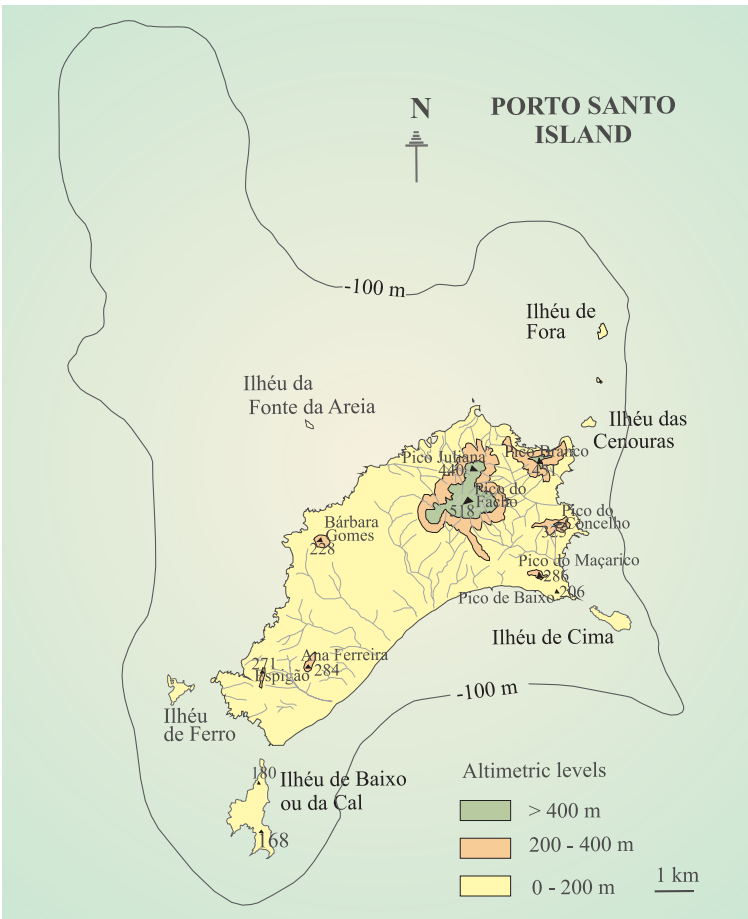 N
PORTO SANTO
ISLAND
-100 m
Ilhéu de
Fora
Ilhéu da
Fonte da Areia
Ilhéu das
Cenouras
Pico Juliana
440
Pico Branco
451
Pico do
Facho
518
Pico do
Concelho
323
Bárbara
Gomes
228
Pico do Maçarico
286
Pico de Baixo
206
Ilhéu de Cima
Ana Ferreira
284
271
Espigão
-100 m
Ilhéu
de Ferro
180
Ilhéu de Baixo
ou da Cal
168
Altimetric levels
> 400 m
200 - 400 m
0 - 200 m
1 km